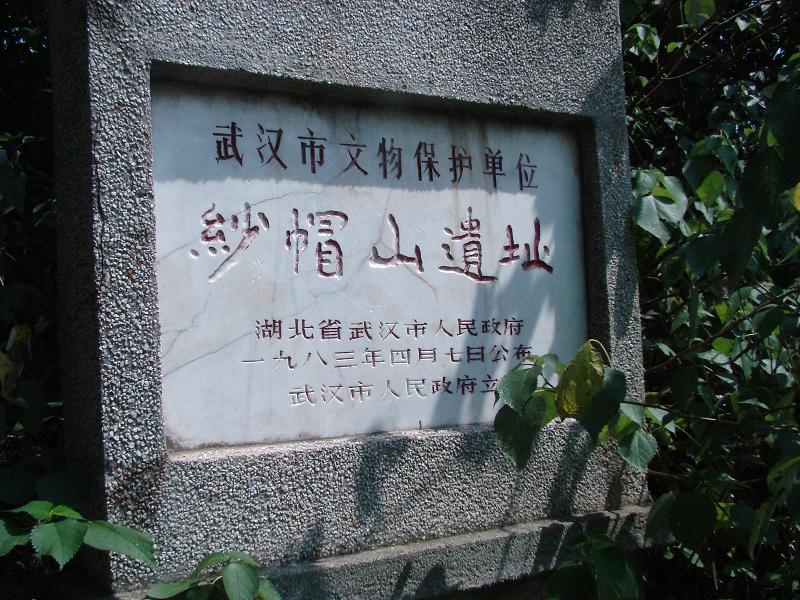 武汉市文物保护单位
紗帽山遺址
湖北省武汉市人民政府
一九八三年四月七日公布
武汉市人民政府立